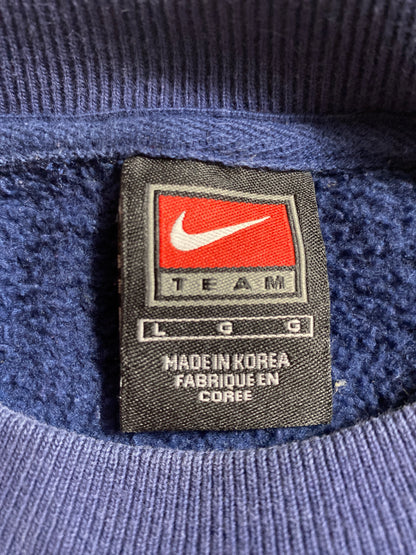 TEAM
L G G
MADE IN KOREA
FABRIQUE EN
COREE